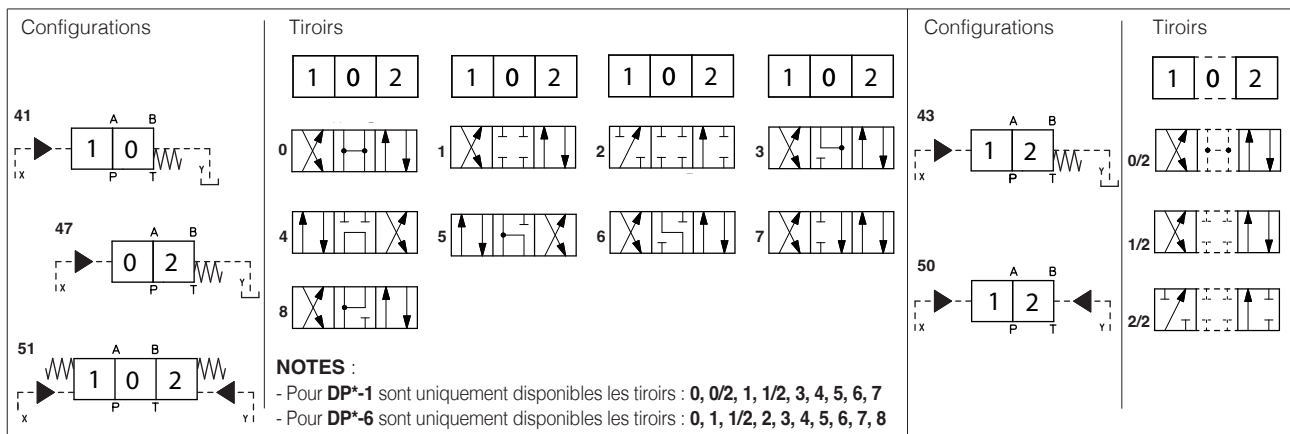 Configurations
Tiroirs
Configurations
Tiroirs
1 0 2
1 0 2
1 0 2
1 0 2
1 0 2
41
A B
1 0
P T
X
Y
0
1
2
3
43
A B
1 2
P T
X
Y
0/2
47
A B
0 2
P T
X
Y
4
5
6
7
1/2
50
A B
1 2
P T
X
Y
8
2/2
51
A B
1 0 2
P T
X
Y
NOTES :
- Pour DP*-1 sont uniquement disponibles les tiroirs : 0, 0/2, 1, 1/2, 3, 4, 5, 6, 7
- Pour DP*-6 sont uniquement disponibles les tiroirs : 0, 1, 1/2, 2, 3, 4, 5, 6, 7, 8